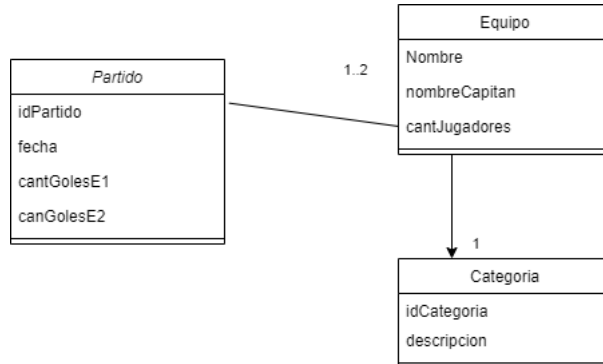 Partido
idPartido
fecha
cantGolesE1
canGolesE2
1..2
Equipo
Nombre
nombreCapitan
cantJugadores
1
Categoria
idCategoria
descripcion